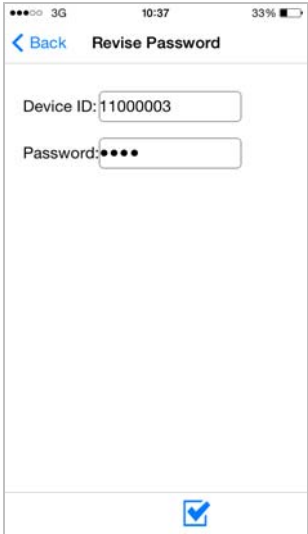 3G 10:37 33%
Back Revise Password
Device ID: 11000003
Password: ••••